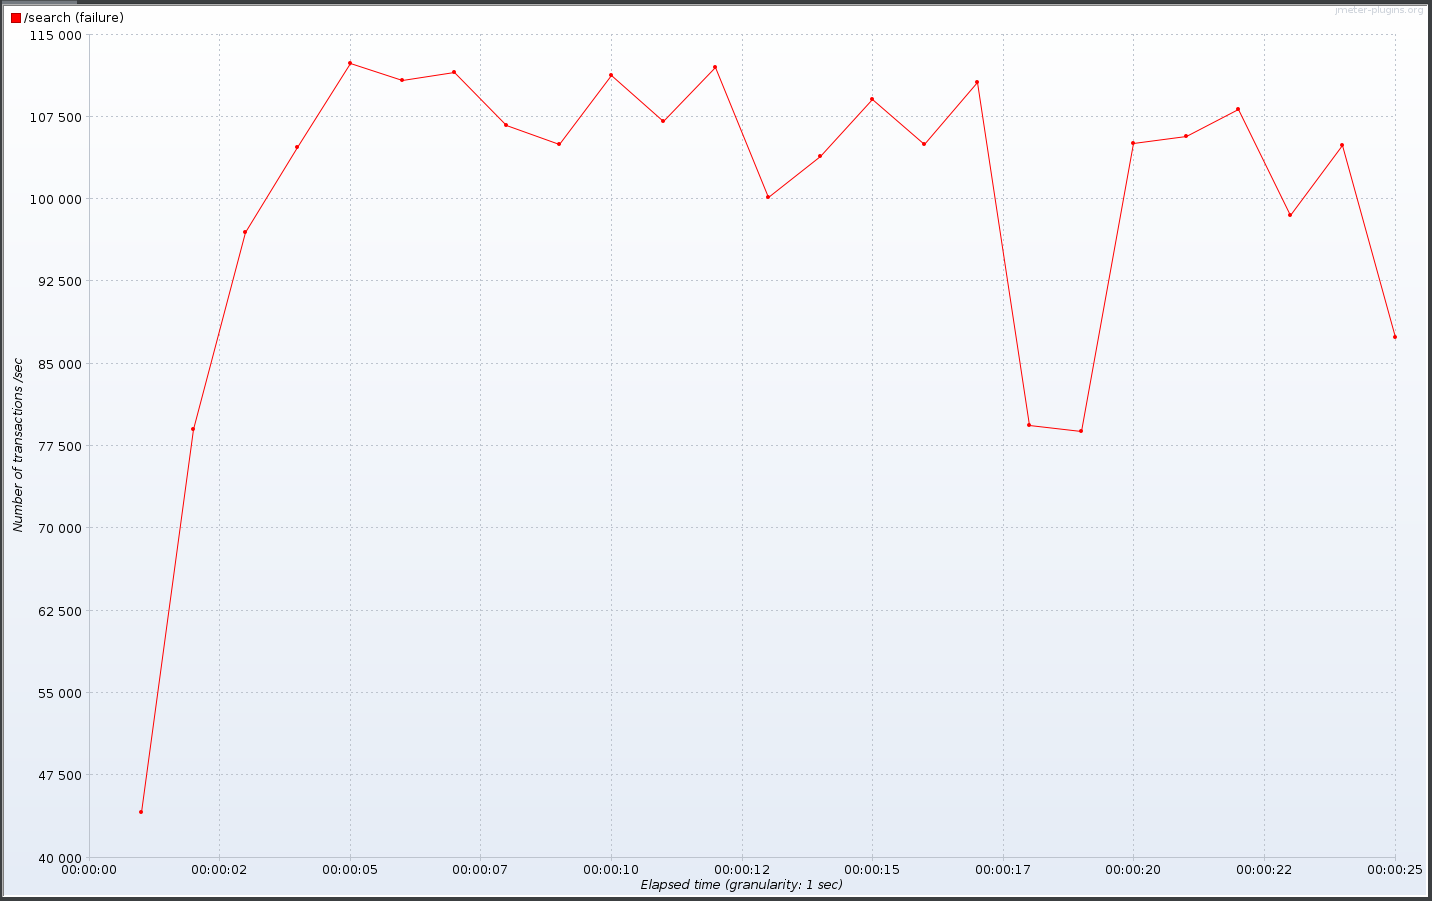 /search (failure)
jmeter-plugins.org
115 000
107 500
100 000
92 500
85 000
77 500
70 000
62 500
55 000
47 500
40 000
Number of transactions /sec
00:00:00 00:00:02 00:00:05 00:00:07 00:00:10 00:00:12 00:00:15 00:00:17 00:00:20 00:00:22 00:00:25
Elapsed time (granularity: 1 sec)